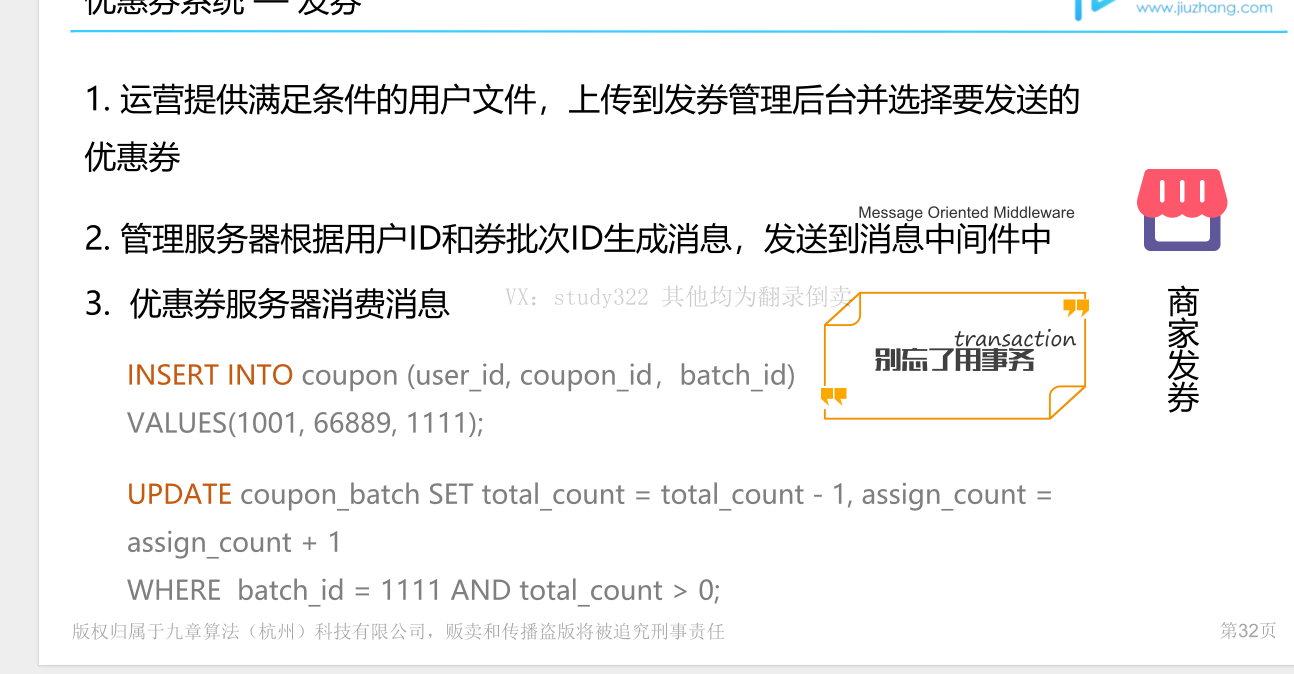 优惠券系统 — 发券
www.jiuzhang.com
1. 运营提供满足条件的用户文件，上传到发券管理后台并选择要发送的
优惠券
Message Oriented Middleware
2. 管理服务器根据用户ID和券批次ID生成消息，发送到消息中间件中
3. 优惠券服务器消费消息
VX: study322 其他均为翻录倒卖
transaction
别忘了用事务
商家发券
INSERT INTO coupon (user_id, coupon_id，batch_id)
VALUES(1001, 66889, 1111);
UPDATE coupon_batch SET total_count = total_count - 1, assign_count =
assign_count + 1
WHERE batch_id = 1111 AND total_count > 0;
版权归属于九章算法（杭州）科技有限公司，贩卖和传播盗版将被追究刑事责任
第32页